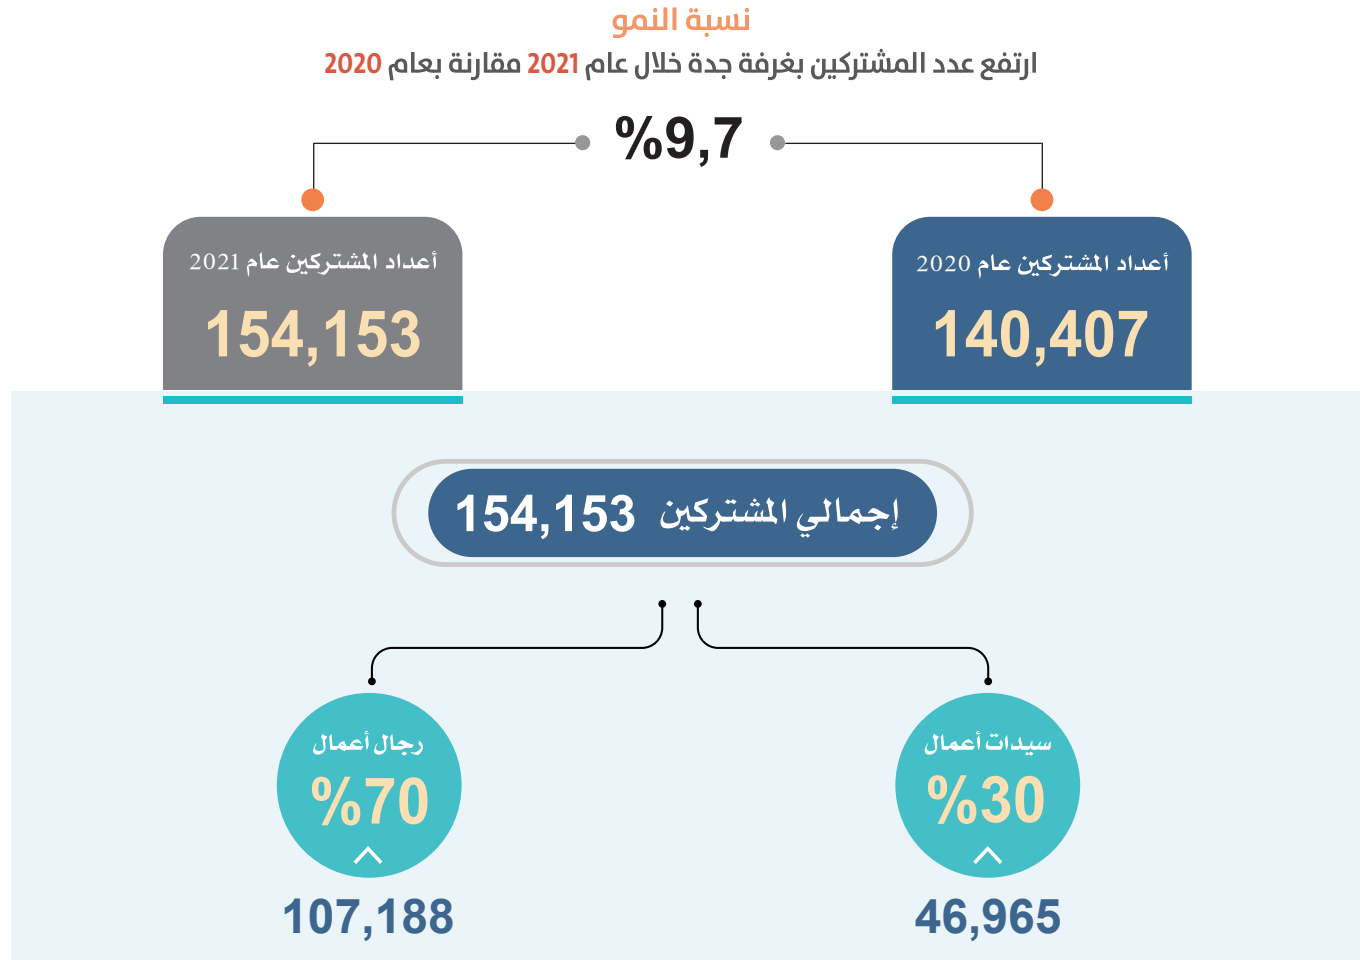 نسبة النمو
ارتفع عدد المشتركين بغرفة جدة خلال عام 2021 مقارنة بعام 2020
%9,7
أعداد المشتركين عام 2020
140,407
أعداد المشتركين عام 2021
154,153
إجمالي المشتركين 154,153
سيدات أعمال
%30
46,965
رجال أعمال
%70
107,188